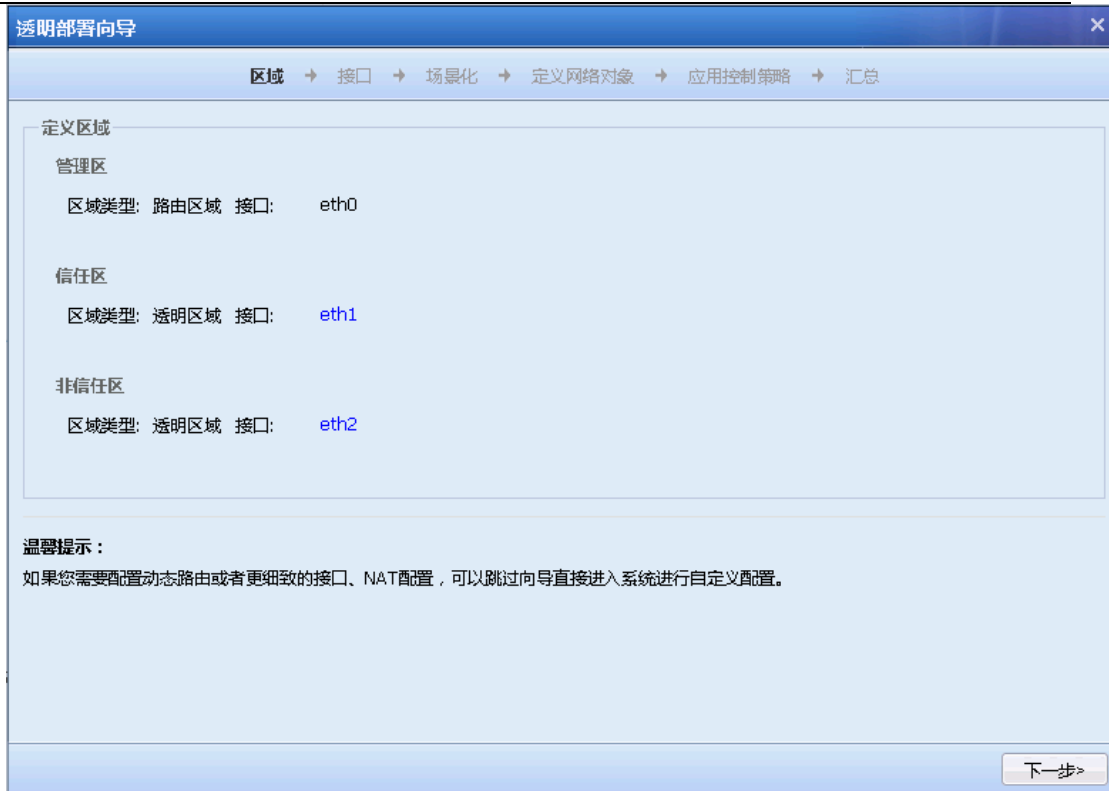 透明部署向导
区域 → 接口 → 场景化 → 定义网络对象 → 应用控制策略 → 汇总
定义区域
管理区
区域类型: 路由区域 接口: eth0
信任区
区域类型: 透明区域 接口: eth1
非信任区
区域类型: 透明区域 接口: eth2
温馨提示：
如果您需要配置动态路由或者更细致的接口、NAT配置，可以跳过向导直接进入系统进行自定义配置。
下一步>